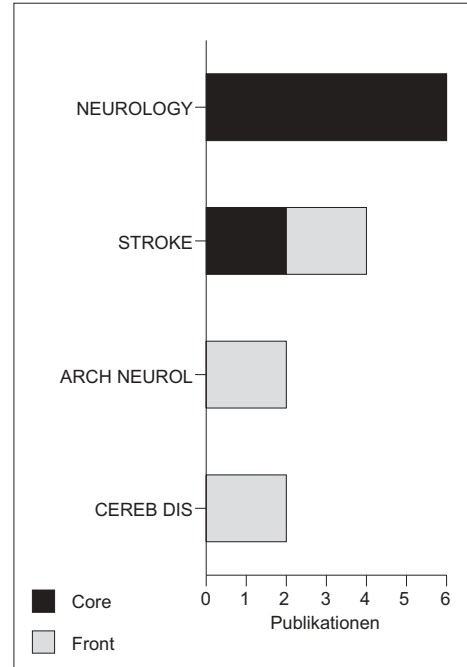 NEUROLOGY
STROKE
ARCH NEUROL
CEREB DIS
0 1 2 3 4 5 6
Publikationen
Core
Front